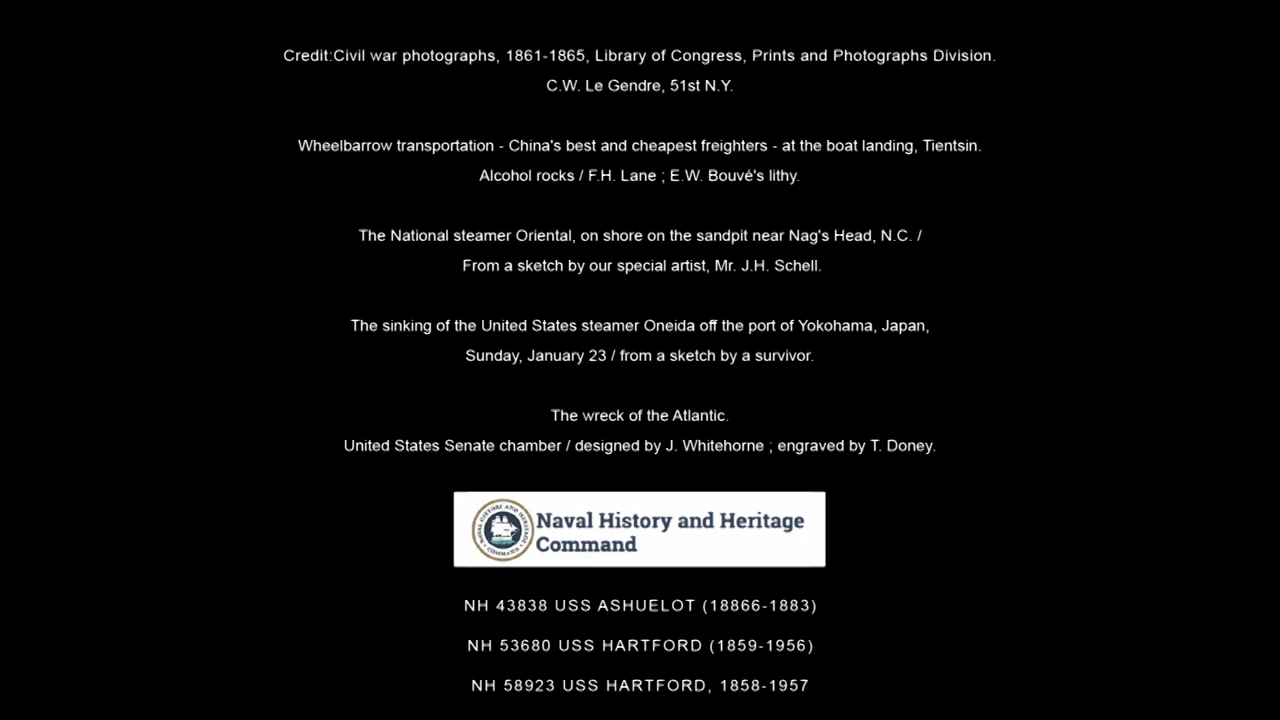 Credit:Civil war photographs, 1861-1865, Library of Congress, Prints and Photographs Division.
C.W. Le Gendre, 51st N.Y.
Wheelbarrow transportation - China's best and cheapest freighters - at the boat landing, Tientsin.
Alcohol rocks / F.H. Lane ; E.W. Bouvé's lithy.
The National steamer Oriental, on shore on the sandpit near Nag's Head, N.C. /
From a sketch by our special artist, Mr. J.H. Schell.
The sinking of the United States steamer Oneida off the port of Yokohama, Japan,
Sunday, January 23 / from a sketch by a survivor.
The wreck of the Atlantic.
United States Senate chamber / designed by J. Whitehorne ; engraved by T. Doney.
NAVAL HISTORY AND HERITAGE
COMMAND
Naval History and Heritage
Command
NH 43838 USS ASHUELOT (18866-1883)
NH 53680 USS HARTFORD (1859-1956)
NH 58923 USS HARTFORD, 1858-1957